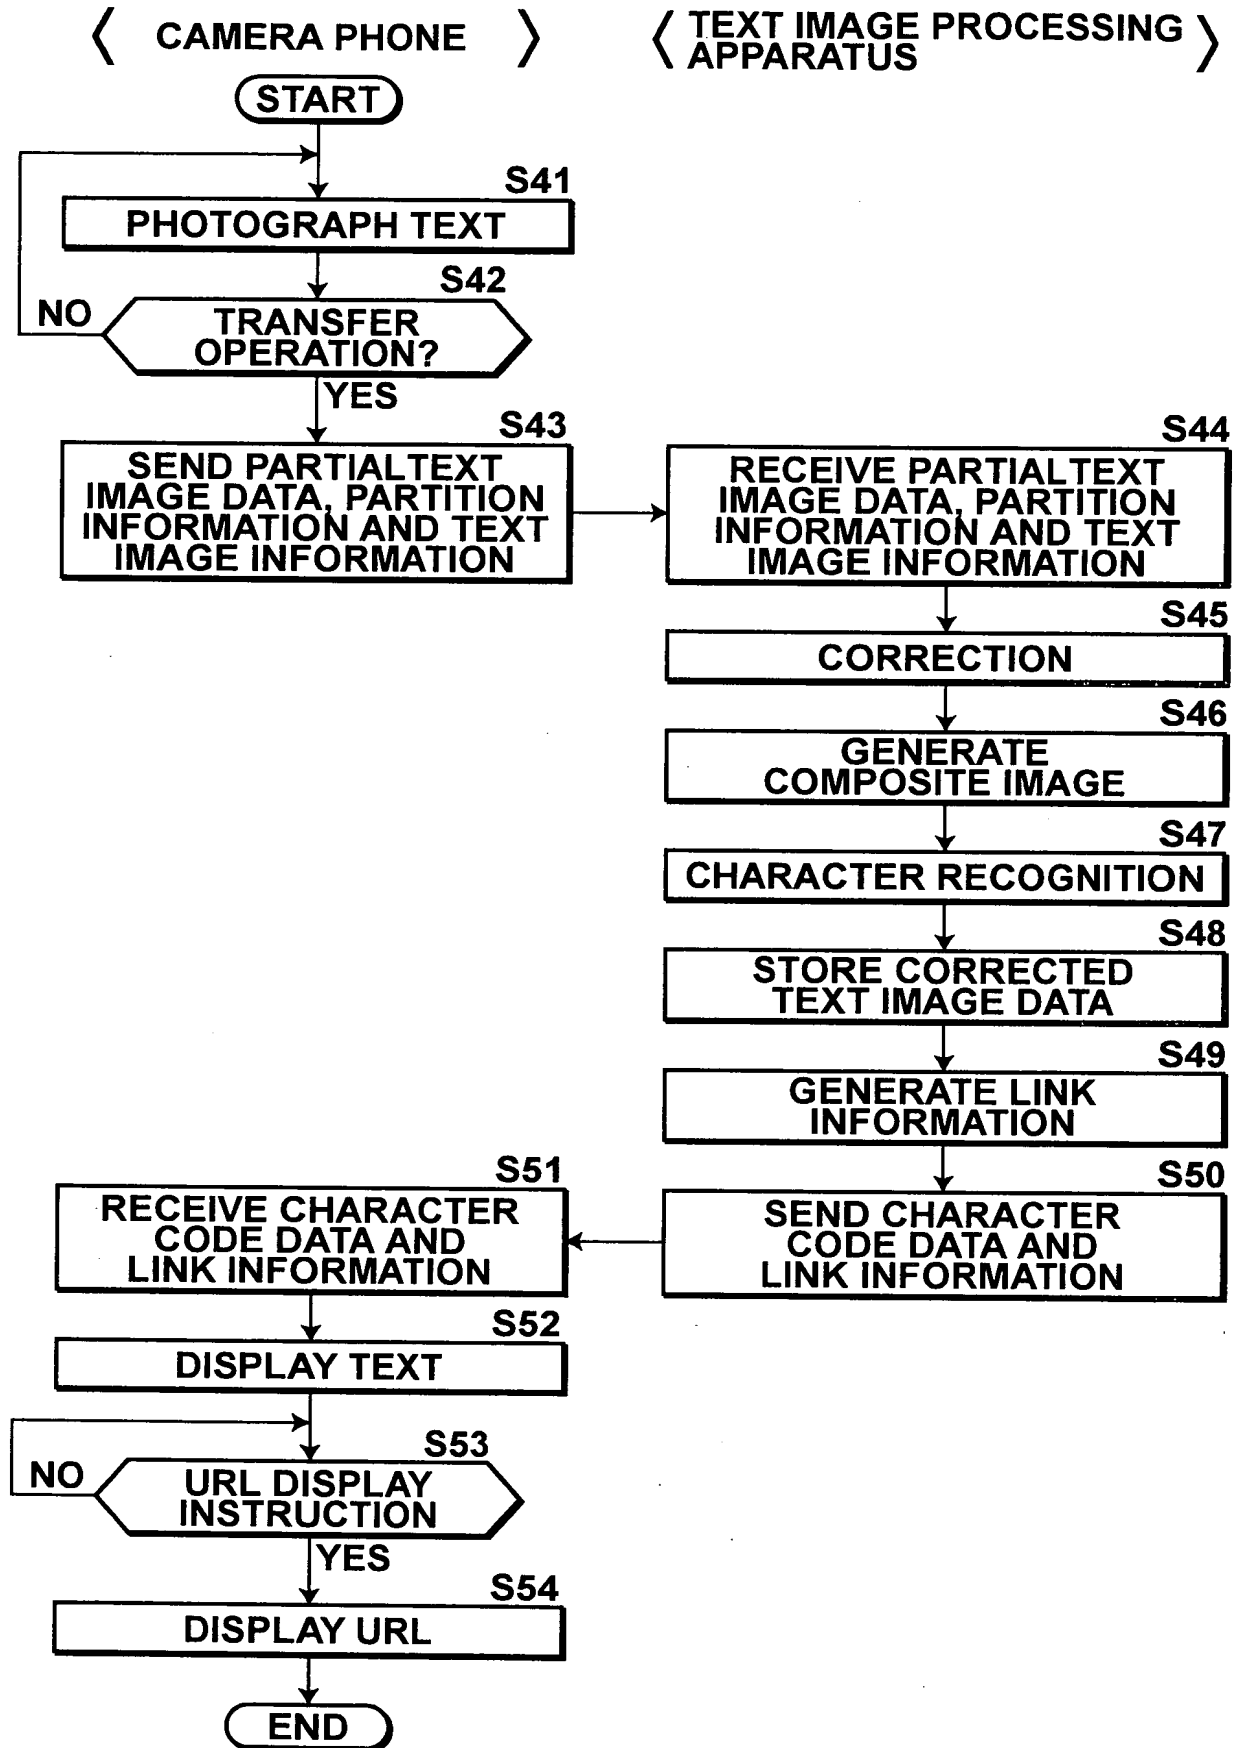 〈 CAMERA PHONE 〉
〈 TEXT IMAGE PROCESSING
APPARATUS 〉
START
S41
PHOTOGRAPH TEXT
S42
NO
TRANSFER
OPERATION?
YES
S43
SEND PARTIALTEXT
IMAGE DATA, PARTITION
INFORMATION AND TEXT
IMAGE INFORMATION
S44
RECEIVE PARTIALTEXT
IMAGE DATA, PARTITION
INFORMATION AND TEXT
IMAGE INFORMATION
S45
CORRECTION
S46
GENERATE
COMPOSITE IMAGE
S47
CHARACTER RECOGNITION
S48
STORE CORRECTED
TEXT IMAGE DATA
S49
GENERATE LINK
INFORMATION
S50
SEND CHARACTER
CODE DATA AND
LINK INFORMATION
S51
RECEIVE CHARACTER
CODE DATA AND
LINK INFORMATION
S52
DISPLAY TEXT
S53
NO
URL DISPLAY
INSTRUCTION
YES
S54
DISPLAY URL
END